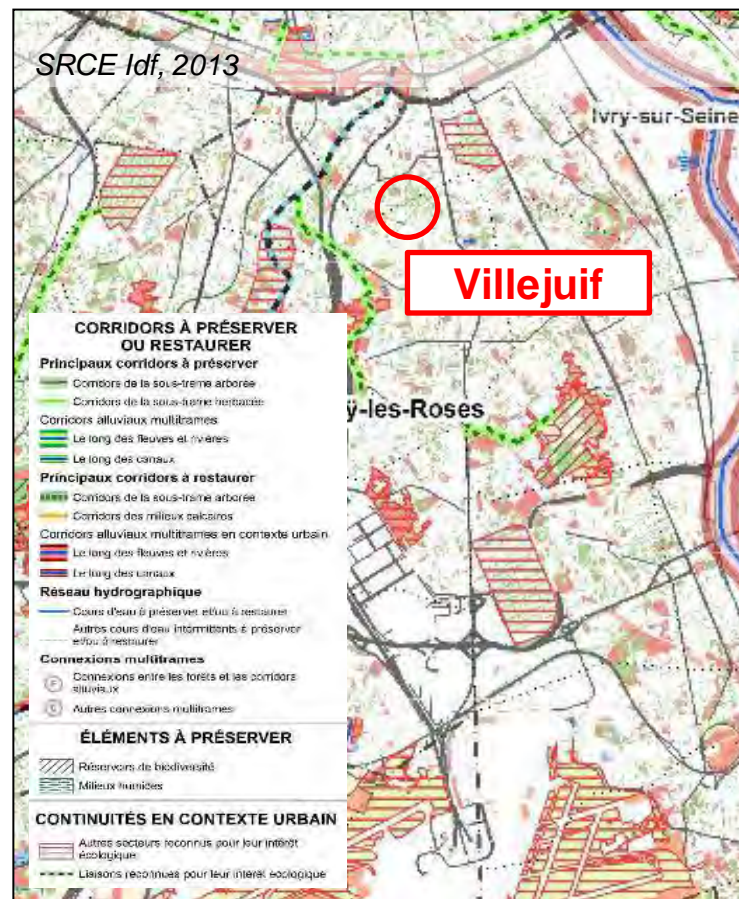 SRCE Idf, 2013
Ivry-sur-Seine
Villejuif
ÿ-les-Roses
CORRIDORS À PRÉSERVER
OU RESTAURER
Principaux corridors à préserver
Corridors de la sous-trame arborée
Corridors de la sous-trame herbacée
Corridors alluviaux multitrames
Le long des fleuves et rivières
Le long des canaux
Principaux corridors à restaurer
Corridors de la sous-trame arborée
Corridors des milieux calcaires
Corridors alluviaux multitrames en contexte urbain
Le long des fleuves et rivières
Le long des canaux
Réseau hydrographique
Cours d'eau à préserver et/ou à restaurer
Autres cours d'eau intermittents à préserver
et/ou à restaurer
Connexions multitrames
Connexions entre les forêts et les corridors
alluviaux
Autres connexions multitrames
ÉLÉMENTS À PRÉSERVER
Réservoirs de biodiversité
Milieux humides
CONTINUITÉS EN CONTEXTE URBAIN
Autres secteurs reconnus pour leur intérêt
écologique
Liaisons reconnues pour leur intérêt écologique